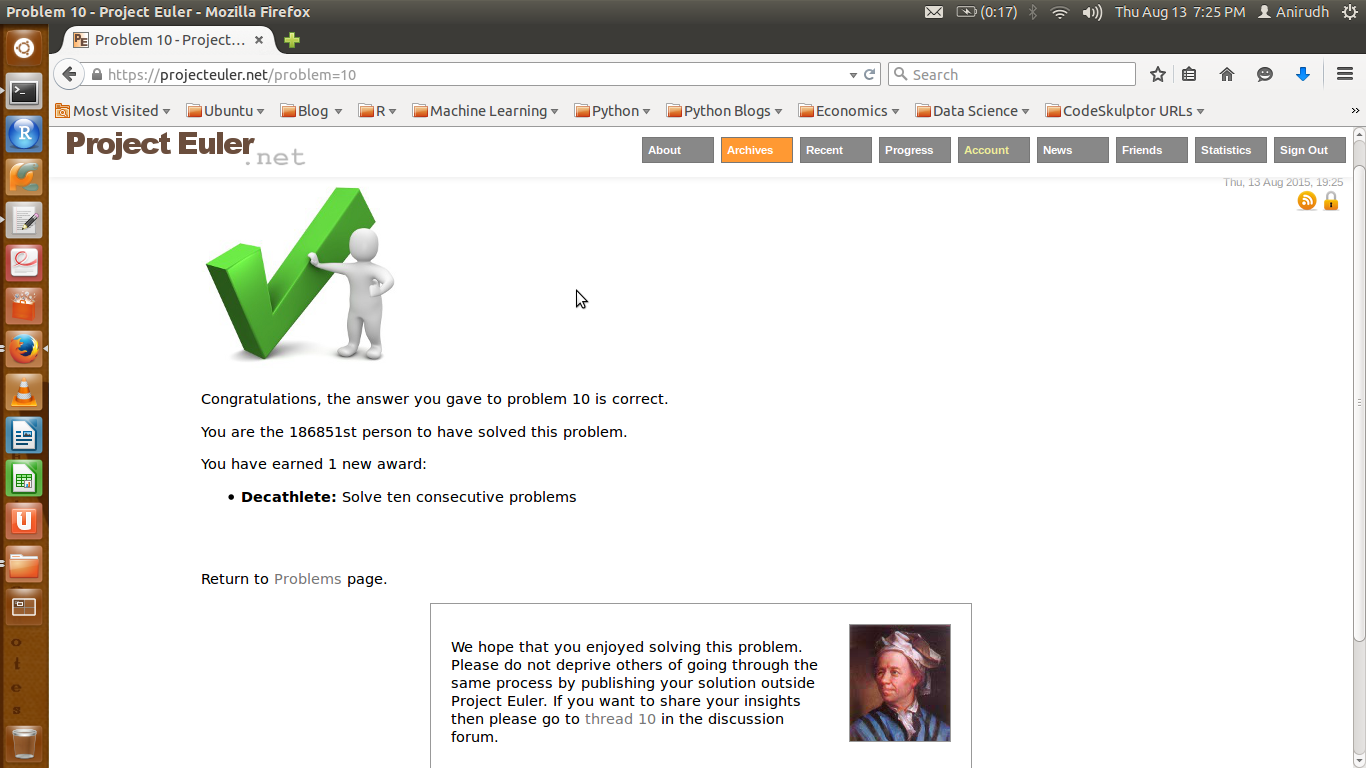 Problem 10 - Project Euler - Mozilla Firefox
(0:17)
Thu Aug 13 7:25 PM
Anirudh
Problem 10 - Project...
https://projecteuler.net/problem=10
Search
Most Visited
Ubuntu
Blog
R
Machine Learning
Python
Python Blogs
Economics
Data Science
CodeSkulptor URLs
»
Project Euler
.net
About
Archives
Recent
Progress
Account
News
Friends
Statistics
Sign Out
Thu, 13 Aug 2015, 19:25
Congratulations, the answer you gave to problem 10 is correct.
You are the 186851st person to have solved this problem.
You have earned 1 new award:
• Decathlete: Solve ten consecutive problems
Return to Problems page.
We hope that you enjoyed solving this problem.
Please do not deprive others of going through the
same process by publishing your solution outside
Project Euler. If you want to share your insights
then please go to thread 10 in the discussion
forum.